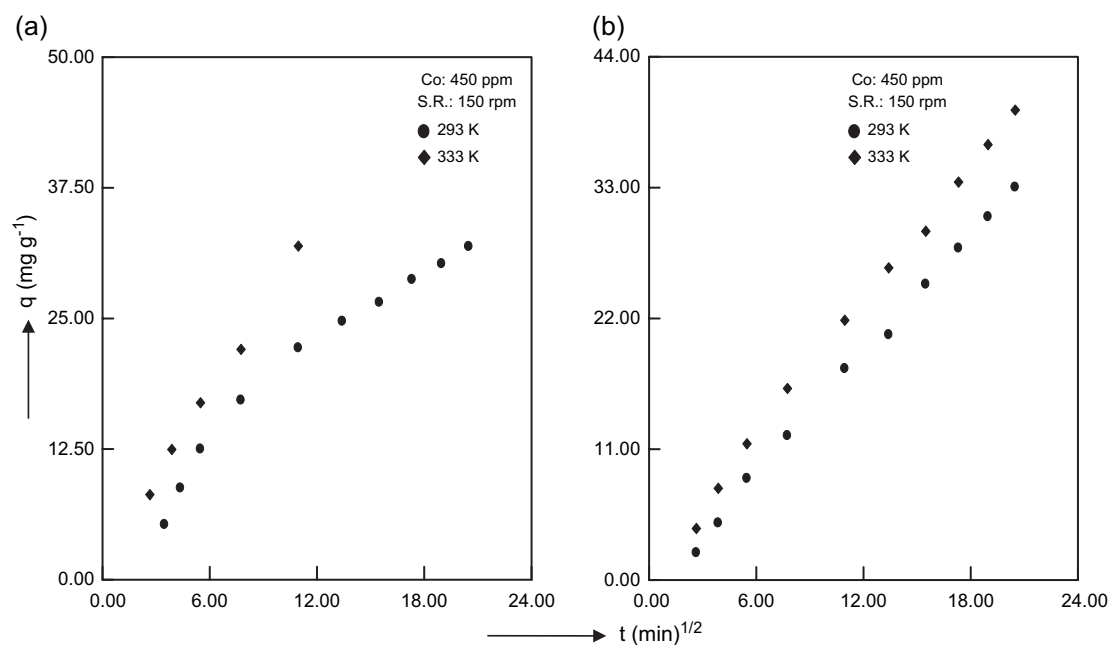 (a)
50.00
37.50
25.00
12.50
0.00
q (mg g⁻¹)
Co: 450 ppm
S.R.: 150 rpm
293 K
333 K
0.00 6.00 12.00 18.00 24.00
(b)
44.00
33.00
22.00
11.00
0.00
Co: 450 ppm
S.R.: 150 rpm
293 K
333 K
0.00 6.00 12.00 18.00 24.00
t (min)¹/²